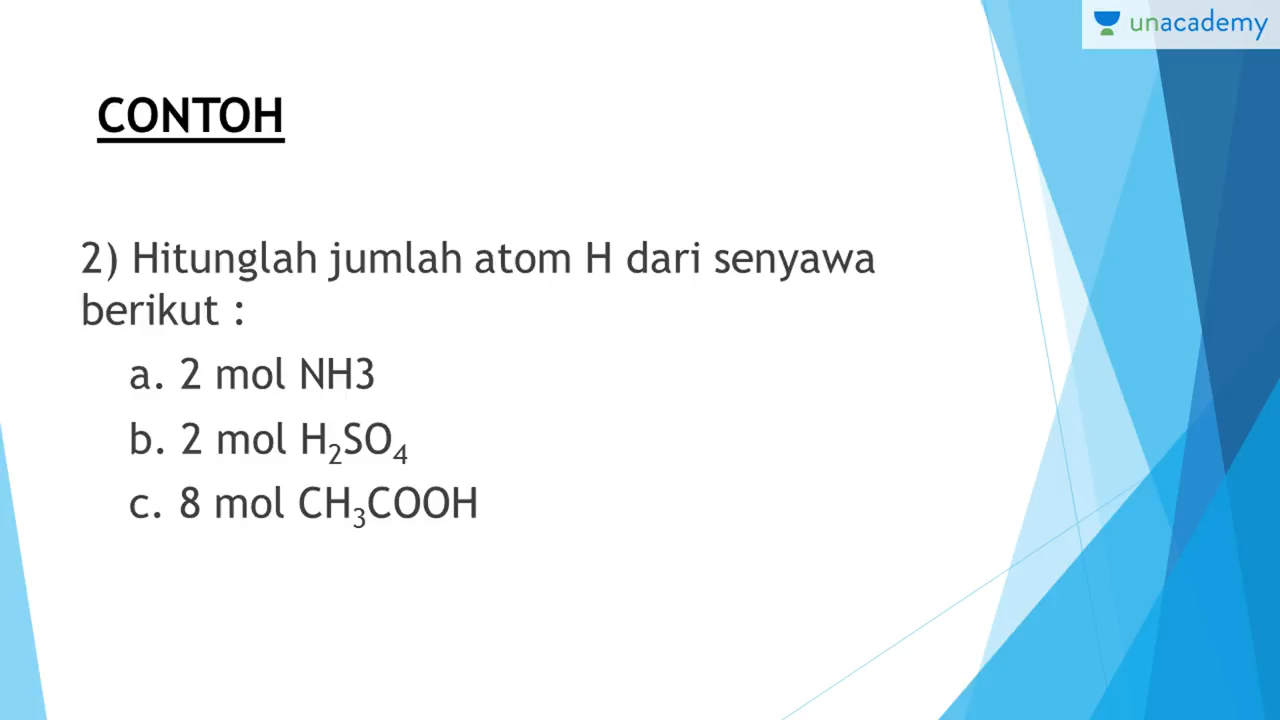 unacademy
CONTOH
2) Hitunglah jumlah atom H dari senyawa
berikut :
a. 2 mol NH3
b. 2 mol H₂SO₄
c. 8 mol CH₃COOH